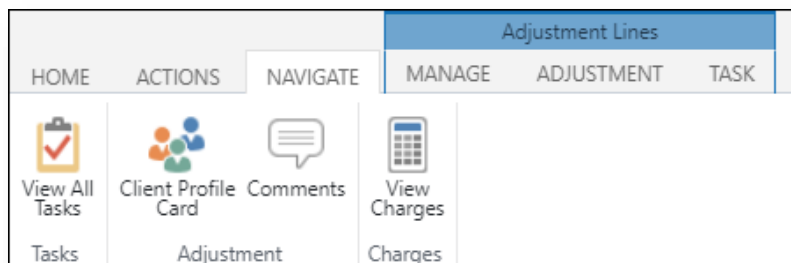 Adjustment Lines
HOME ACTIONS NAVIGATE MANAGE ADJUSTMENT TASK
View All Client Profile Comments View
Tasks Card Charges
Tasks Adjustment Charges